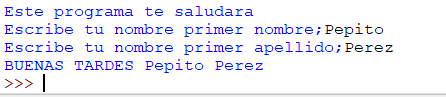 Este programa te saludara
Escribe tu nombre primer nombre;Pepito
Escribe tu nombre primer apellido;Perez
BUENAS TARDES Pepito Perez
>>>